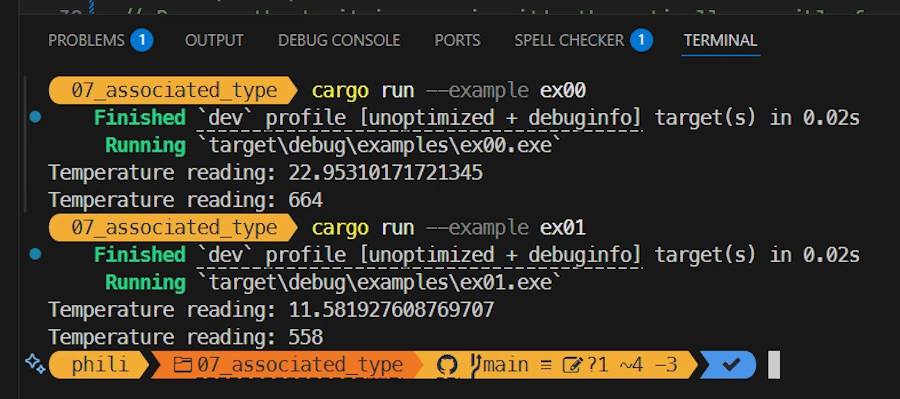 PROBLEMS 1 OUTPUT DEBUG CONSOLE PORTS SPELL CHECKER 1 TERMINAL
07_associated_type cargo run --example ex00
Finished `dev` profile [unoptimized + debuginfo] target(s) in 0.02s
Running `target\debug\examples\ex00.exe`
Temperature reading: 22.95310171721345
Temperature reading: 664
07_associated_type cargo run --example ex01
Finished `dev` profile [unoptimized + debuginfo] target(s) in 0.02s
Running `target\debug\examples\ex01.exe`
Temperature reading: 11.581927608769707
Temperature reading: 558
phili 07_associated_type main ≡ ?1 ~4 -3